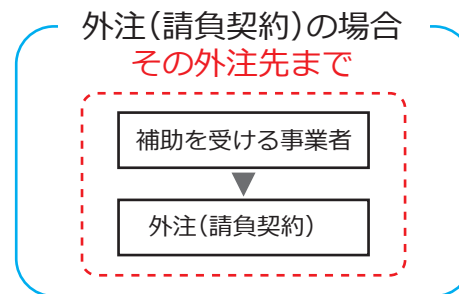 外注（請負契約）の場合
その外注先まで
補助を受ける事業者
外注（請負契約）